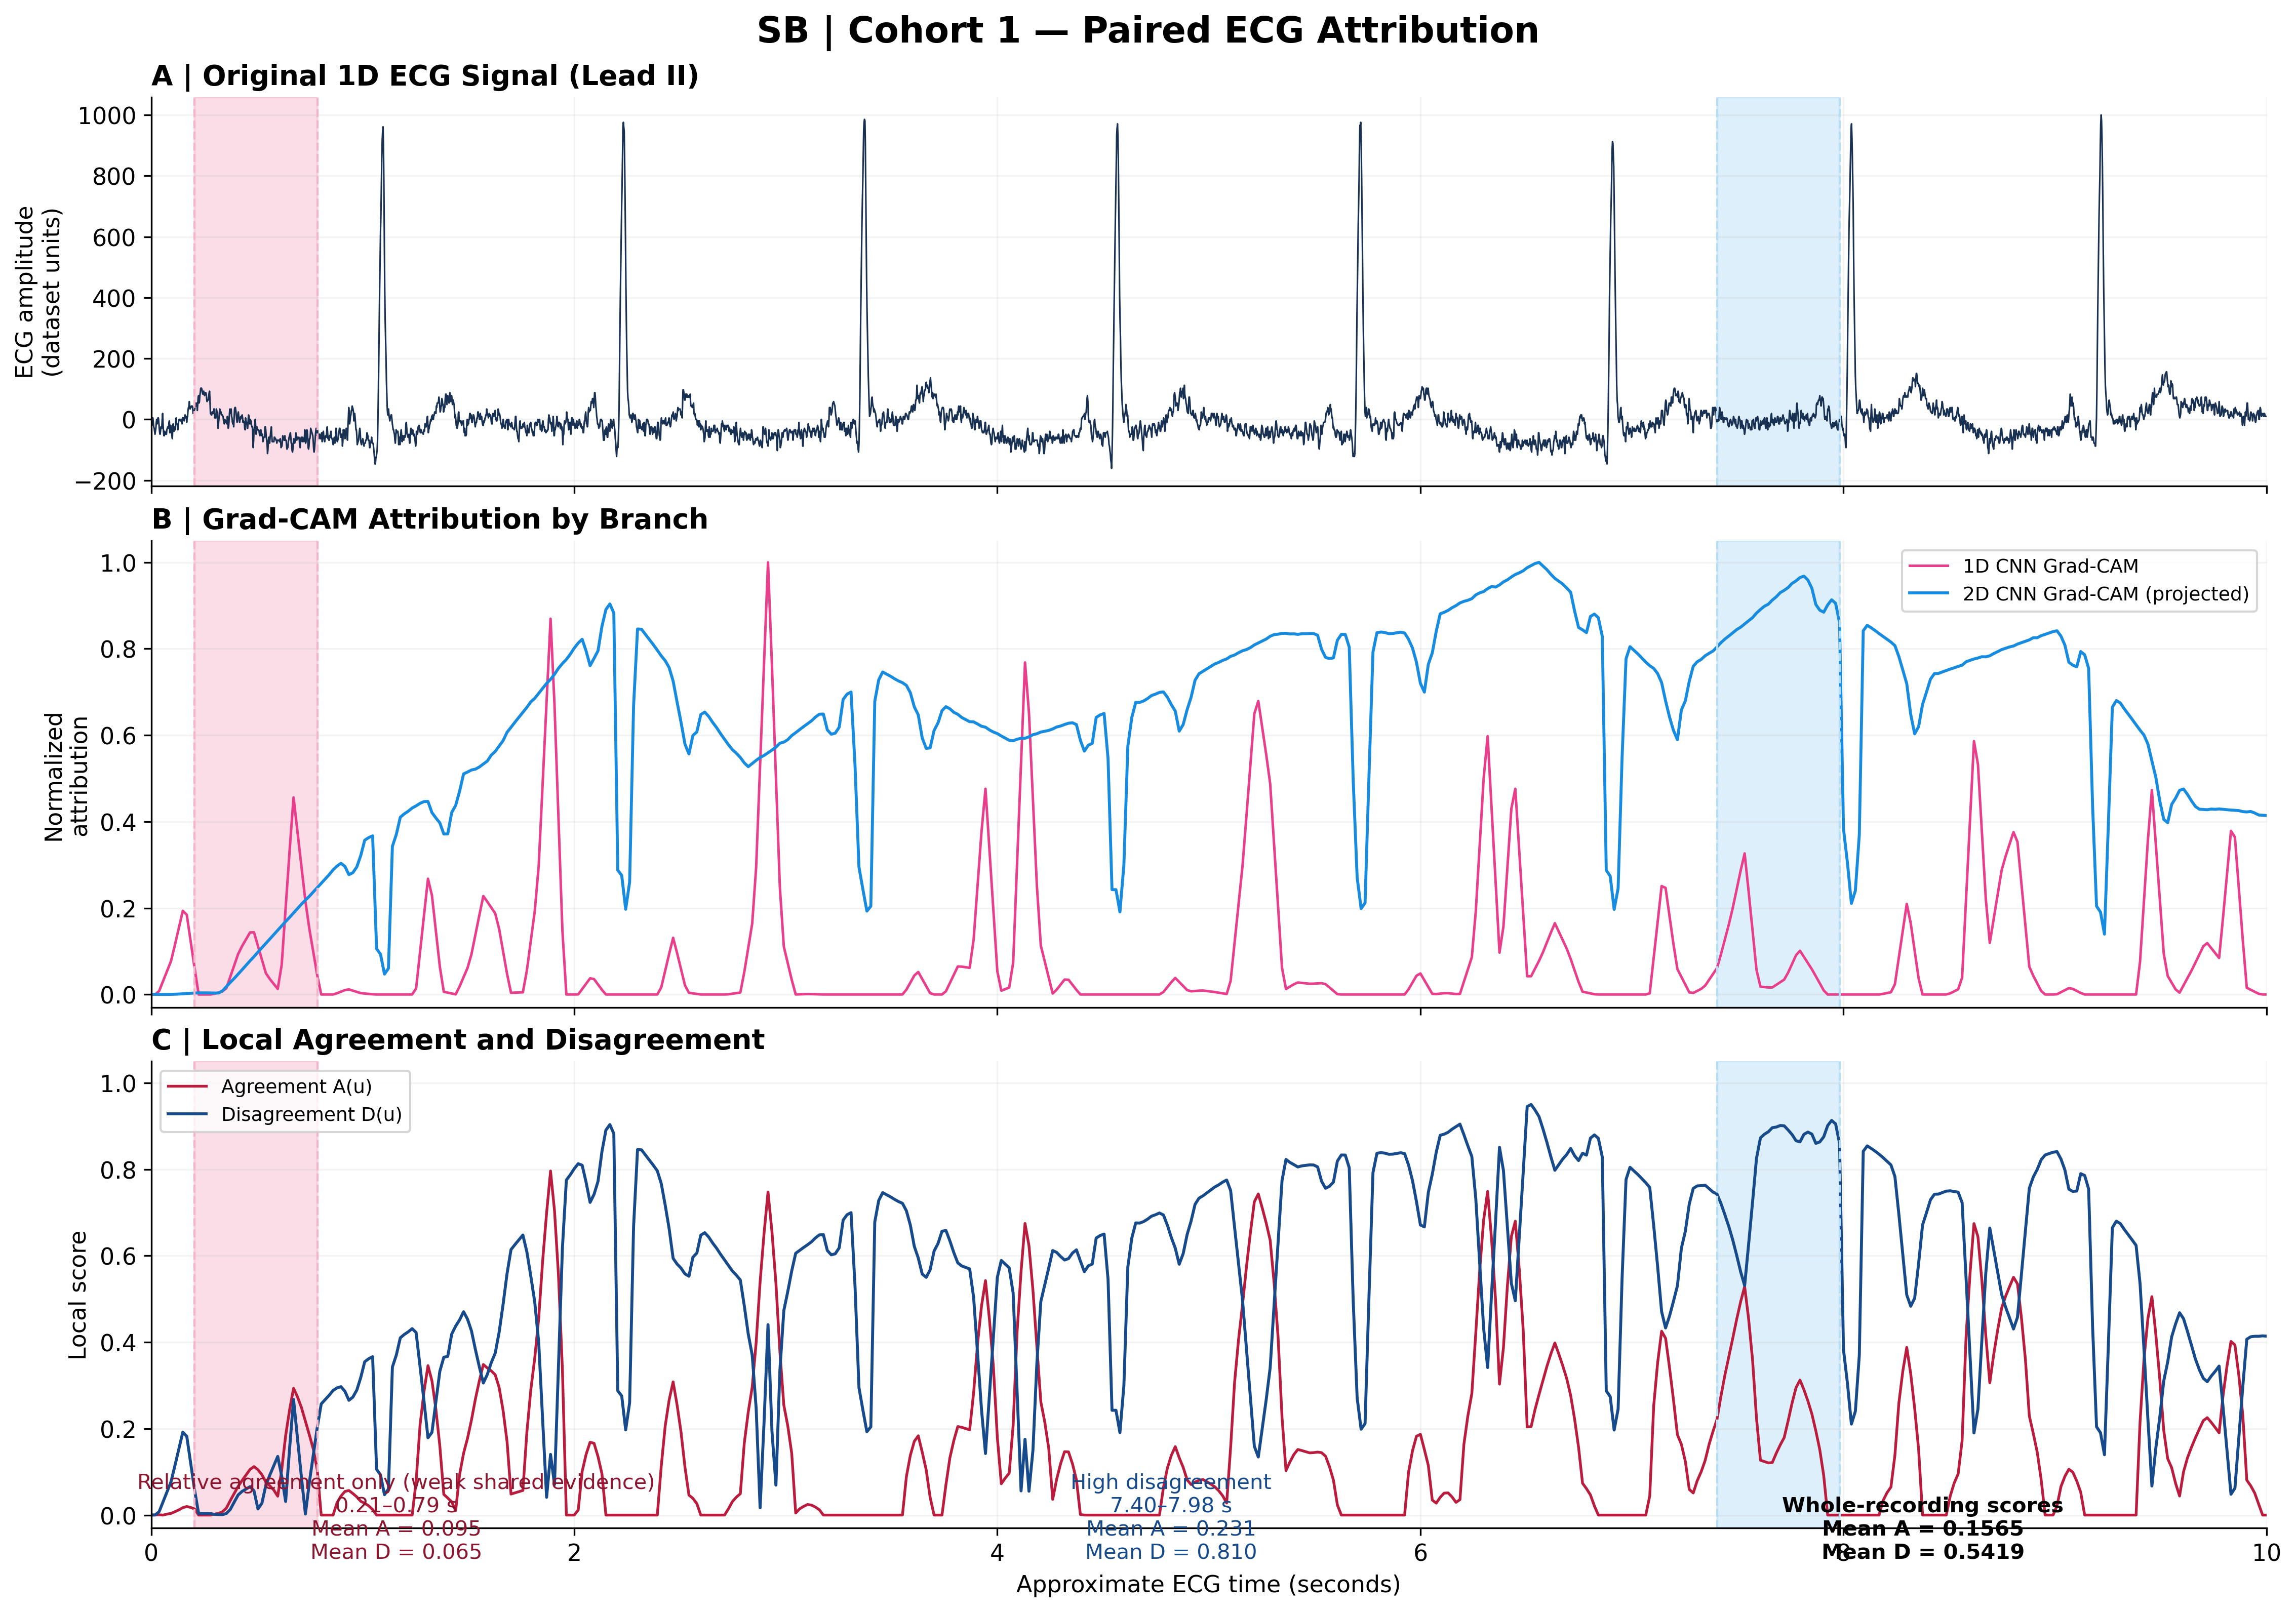 SB | Cohort 1 — Paired ECG Attribution
A | Original 1D ECG Signal (Lead II)
ECG amplitude
(dataset units)
1000
800
600
400
200
0
−200
B | Grad-CAM Attribution by Branch
Normalized
attribution
1.0
0.8
0.6
0.4
0.2
0.0
1D CNN Grad-CAM
2D CNN Grad-CAM (projected)
C | Local Agreement and Disagreement
Local score
1.0
0.8
0.6
0.4
0.2
0.0
Agreement A(u)
Disagreement D(u)
Relative agreement only (weak shared evidence)
0.21–0.79 s
Mean A = 0.095
Mean D = 0.065
High disagreement
7.40–7.98 s
Mean A = 0.231
Mean D = 0.810
Whole-recording scores
Mean A = 0.1565
Mean D = 0.5419
0 2 4 6 8 10
Approximate ECG time (seconds)